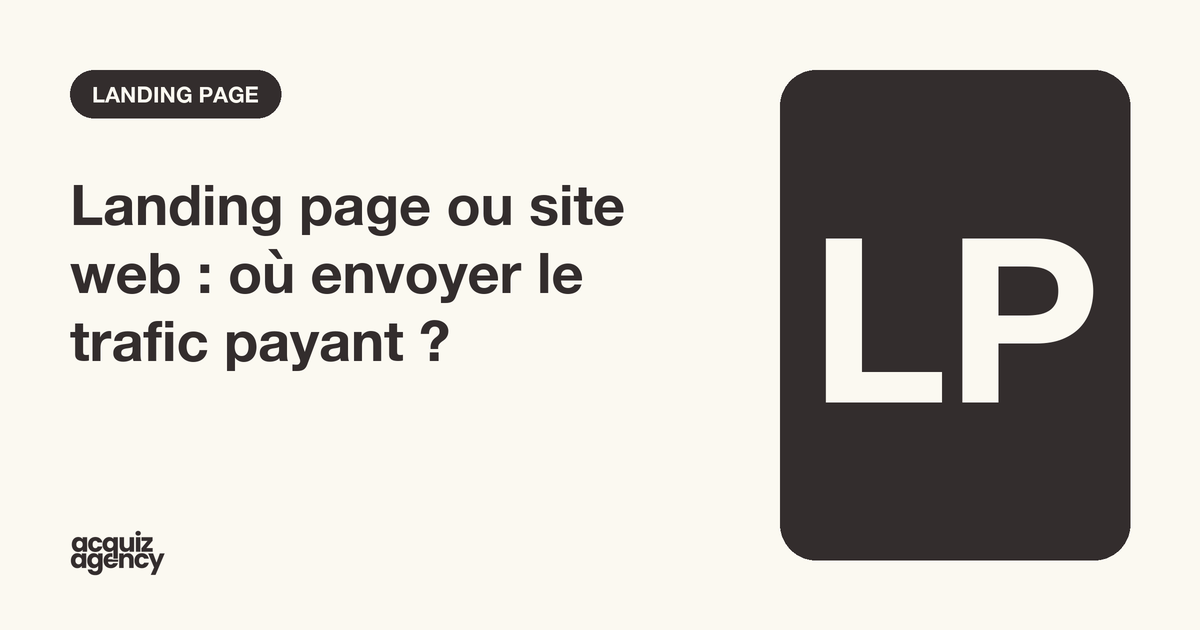 LANDING PAGE
Landing page ou site
web : où envoyer le
trafic payant ?
LP
acquiz
agency